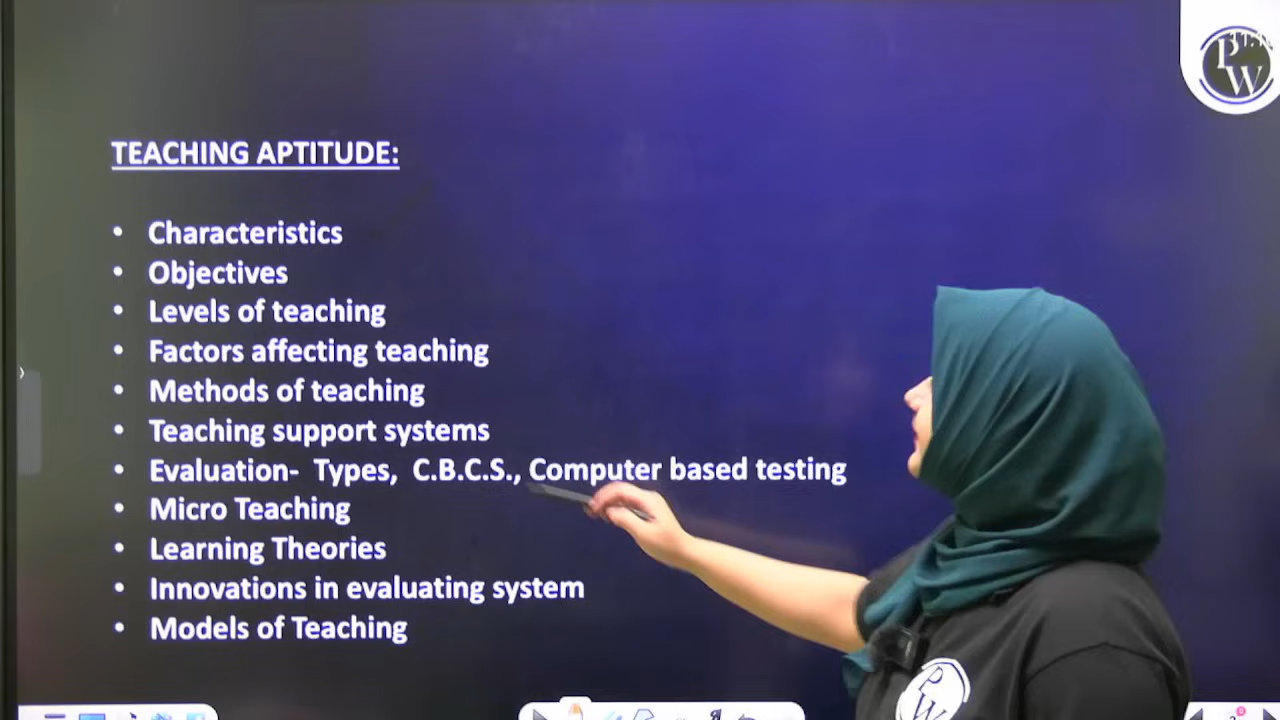 TEACHING APTITUDE:
• Characteristics
• Objectives
• Levels of teaching
• Factors affecting teaching
• Methods of teaching
• Teaching support systems
• Evaluation- Types, C.B.C.S., Computer based testing
• Micro Teaching
• Learning Theories
• Innovations in evaluating system
• Models of Teaching
P
W
P
W